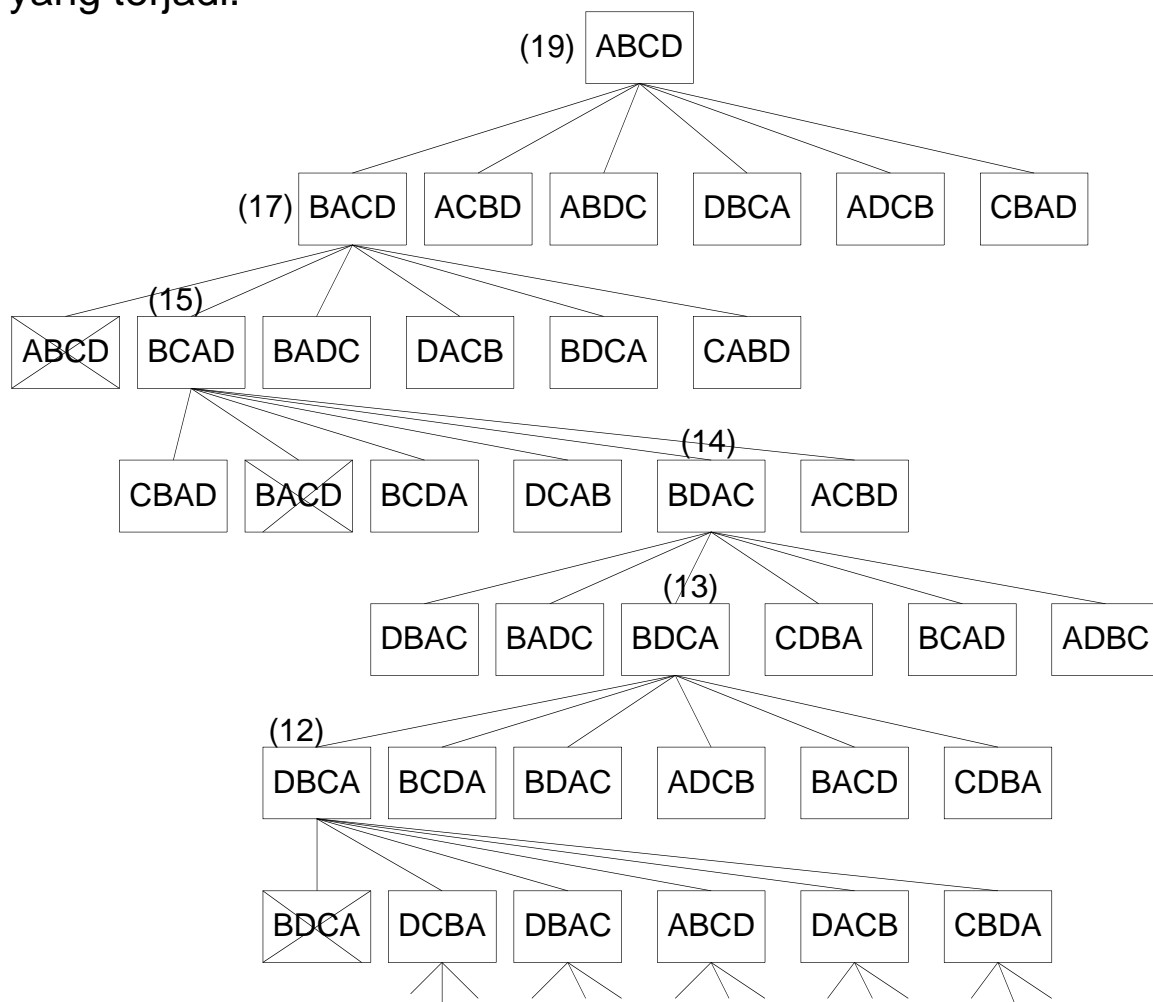 yang terjadi.
(19) ABCD
(17) BACD ACBD ABDC DBCA ADCB CBAD
(15)
ABCD BCAD BADC DACB BDCA CABD
(14)
CBAD BACD BCDA DCAB BDAC ACBD
(13)
DBAC BADC BDCA CDBA BCAD ADBC
(12)
DBCA BCDA BDAC ADCB BACD CDBA
BDCA DCBA DBAC ABCD DACB CBDA